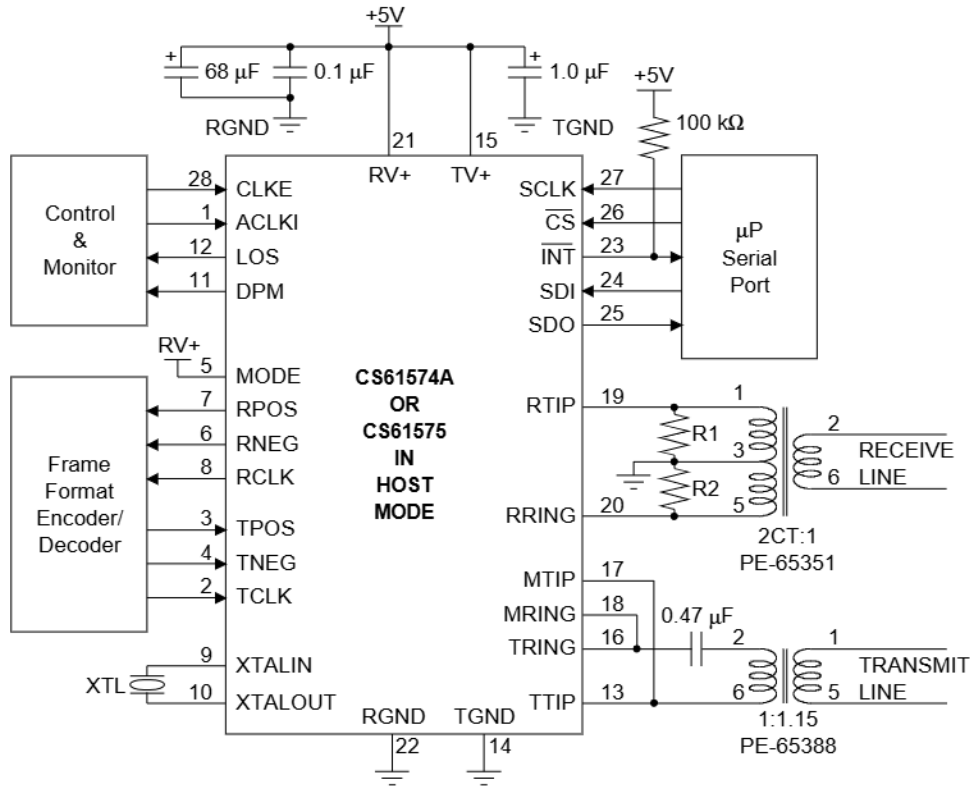 +5V
+
68 μF
0.1 μF
+
1.0 μF
+5V
RGND
TGND
100 kΩ
21
15
RV+
TV+
Control
&
Monitor
28
CLKE
1
ACLKI
12
LOS
11
DPM
SCLK
27
CS
26
INT
23
SDI
24
SDO
25
μP
Serial
Port
RV+
5
MODE
7
RPOS
6
RNEG
8
RCLK
3
TPOS
4
TNEG
2
TCLK
Frame
Format
Encoder/
Decoder
CS61574A
OR
CS61575
IN
HOST
MODE
RTIP
19
R1
R2
RRING
20
1
3
5
2
6
RECEIVE
LINE
2CT:1
PE-65351
MTIP
17
MRING
18
TRING
16
0.47 μF
TTIP
13
2
6
1
5
TRANSMIT
LINE
1:1.15
PE-65388
XTL
9
XTALIN
10
XTALOUT
RGND
TGND
22
14